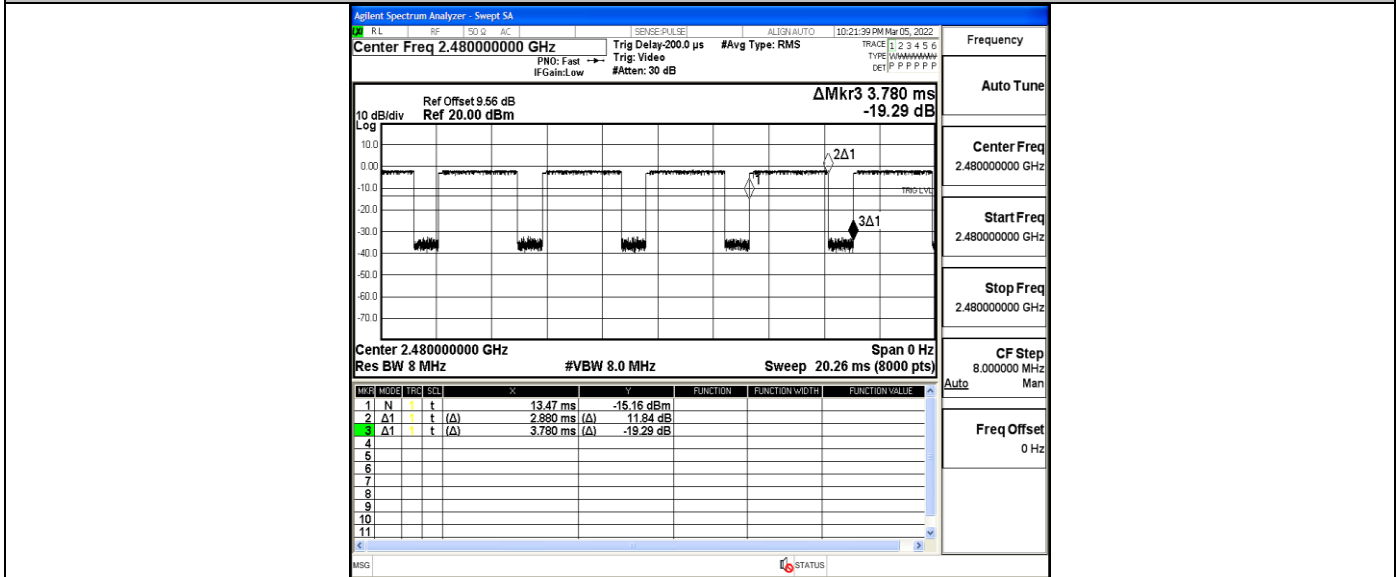 Agilent Spectrum Analyzer - Swept SA
RL RF 50 Ω AC SENSE:PULSE ALIGNAUTO 10:21:39 PM Mar 05, 2022
Center Freq 2.480000000 GHz
PNO: Fast
IFGain:Low
Trig Delay-200.0 µs
Trig: Video
#Atten: 30 dB
#Avg Type: RMS
TRACE 1 2 3 4 5 6
TYPE WWWWWW
DET P P P P P P
ΔMkr3 3.780 ms
-19.29 dB
Ref Offset 9.56 dB
10 dB/div Ref 20.00 dBm
Log
10.0
0.00
-10.0
-20.0
-30.0
-40.0
-50.0
-60.0
-70.0
2Δ1
1
TRIG LVL
3Δ1
Center 2.480000000 GHz Span 0 Hz
Res BW 8 MHz #VBW 8.0 MHz Sweep 20.26 ms (8000 pts)
MKR MODE TRC SCL X Y FUNCTION FUNCTION WIDTH FUNCTION VALUE
1 N 1 t 13.47 ms -15.16 dBm
2 Δ1 1 t (Δ) 2.880 ms (Δ) 11.84 dB
3 Δ1 1 t (Δ) 3.780 ms (Δ) -19.29 dB
4
5
6
7
8
9
10
11
MSG STATUS
Frequency
Auto Tune
Center Freq
2.480000000 GHz
Start Freq
2.480000000 GHz
Stop Freq
2.480000000 GHz
CF Step
8.000000 MHz
Auto Man
Freq Offset
0 Hz